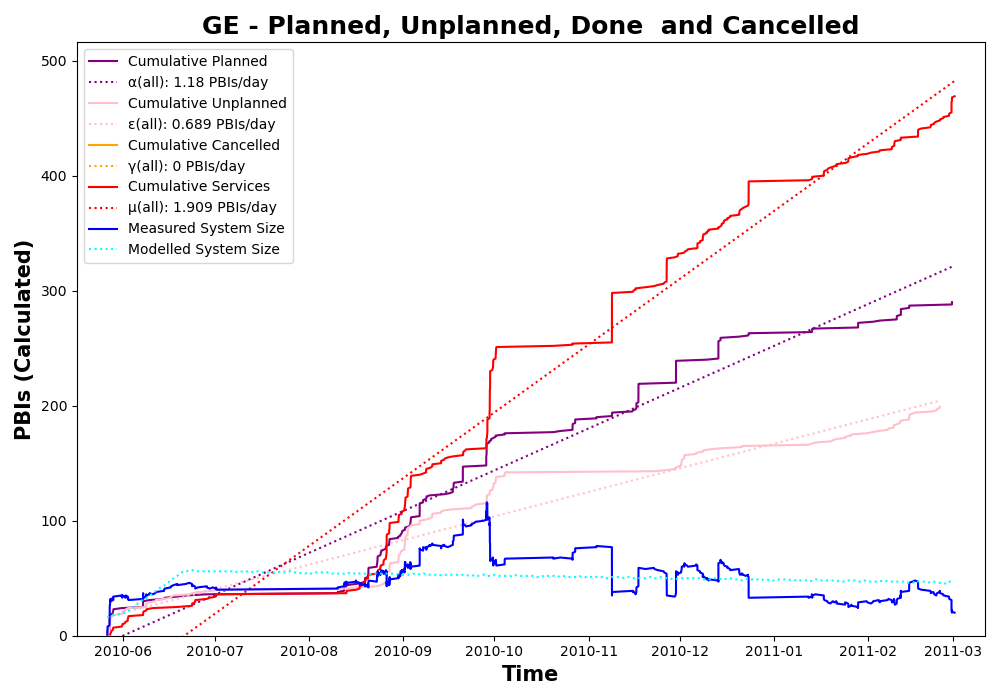 GE - Planned, Unplanned, Done  and Cancelled
Cumulative Planned
α(all): 1.18 PBIs/day
Cumulative Unplanned
ε(all): 0.689 PBIs/day
Cumulative Cancelled
γ(all): 0 PBIs/day
Cumulative Services
μ(all): 1.909 PBIs/day
Measured System Size
Modelled System Size
PBIs (Calculated)
500
400
300
200
100
0
2010-06 2010-07 2010-08 2010-09 2010-10 2010-11 2010-12 2011-01 2011-02 2011-03
Time